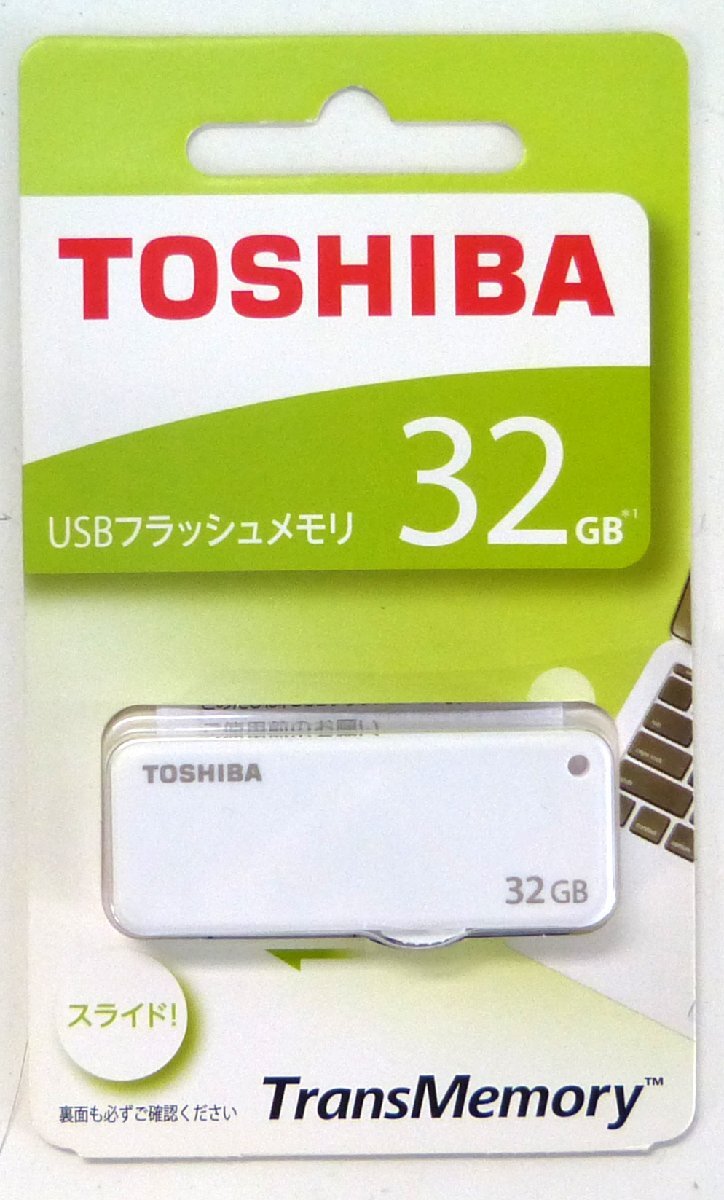 TOSHIBA
USBフラッシュメモリ 32GB*1
TOSHIBA
32GB
スライド!
TransMemory™
裏面も必ずご確認ください